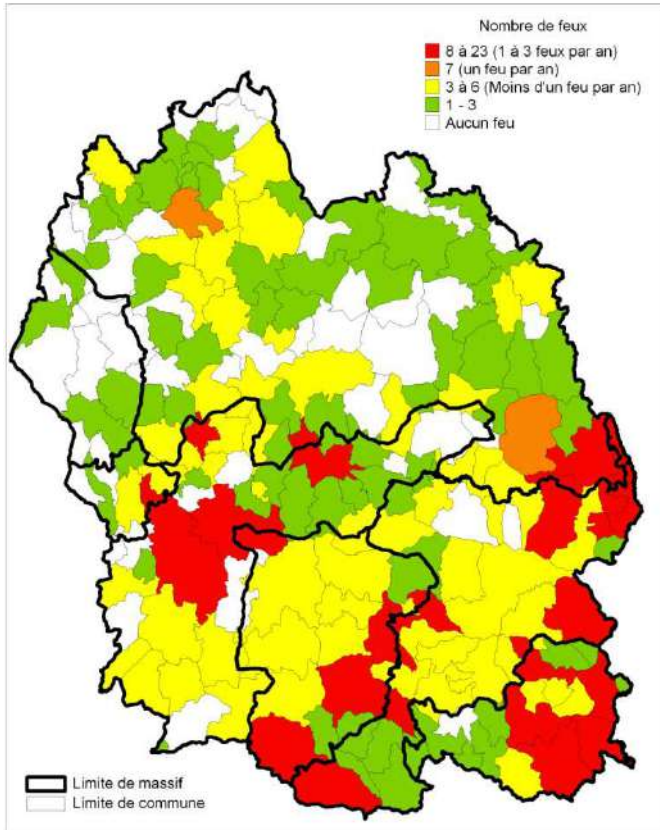 Nombre de feux
8 à 23 (1 à 3 feux par an)
7 (un feu par an)
3 à 6 (Moins d'un feu par an)
1 - 3
Aucun feu
Limite de massif
Limite de commune